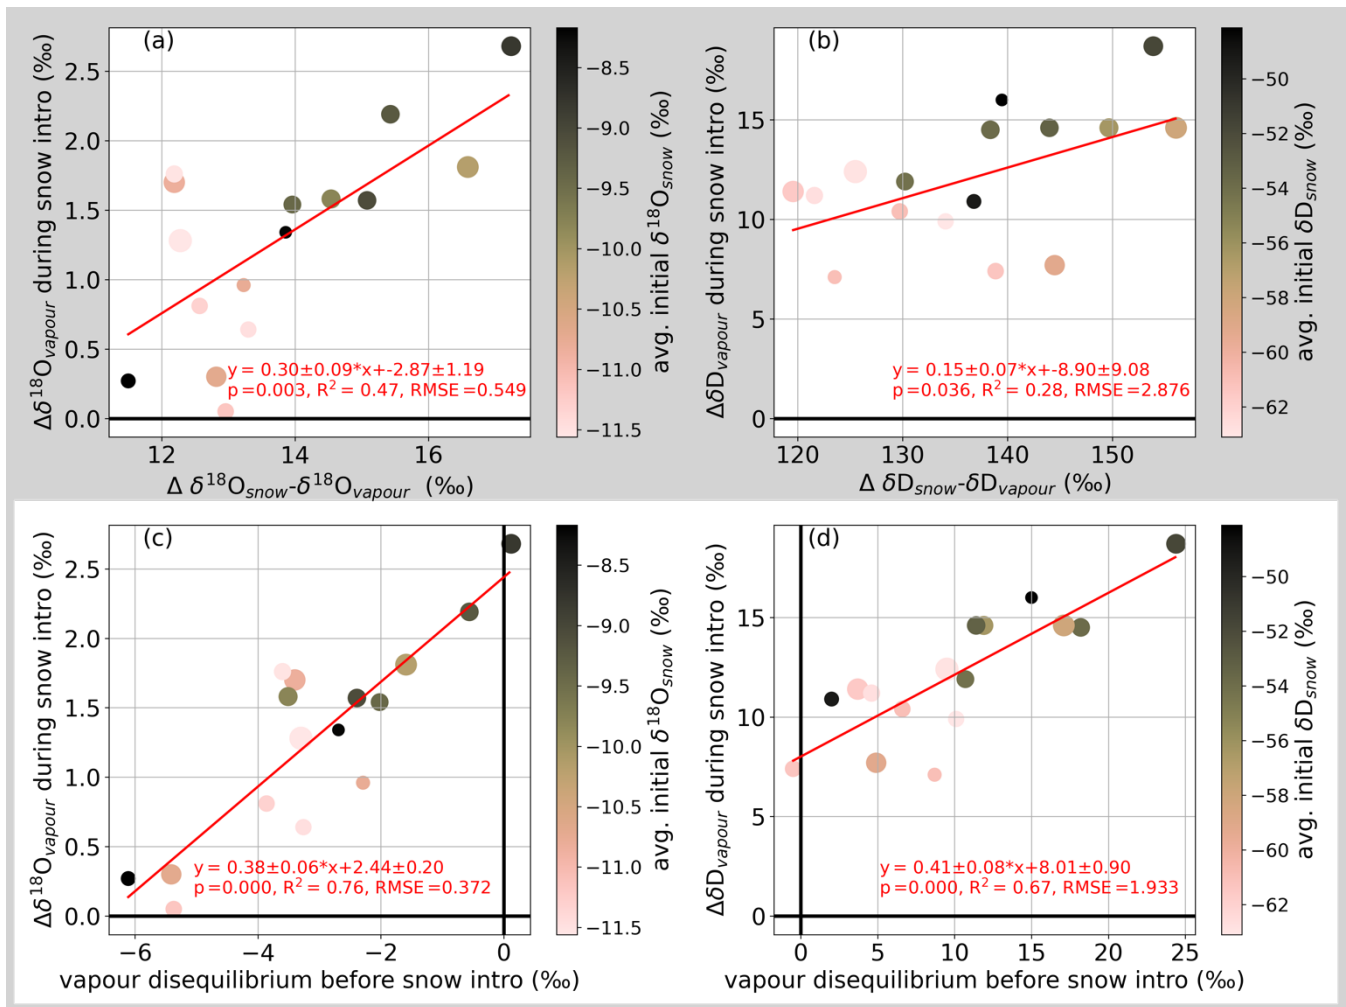 (a)
2.5
2.0
1.5
1.0
0.5
0.0
Δδ¹⁸O_vapour during snow intro (‰)
y= 0.30±0.09*x+-2.87±1.19
p=0.003, R² = 0.47, RMSE=0.549
12 14 16
Δ δ¹⁸O_snow-δ¹⁸O_vapour (‰)
−8.5
−9.0
−9.5
−10.0
−10.5
−11.0
−11.5
avg. initial δ¹⁸O_snow (‰)
(b)
15
10
5
0
ΔδD_vapour during snow intro (‰)
y= 0.15±0.07*x+-8.90±9.08
p=0.036, R² = 0.28, RMSE=2.876
120 130 140 150
Δ δD_snow-δD_vapour (‰)
−50
−52
−54
−56
−58
−60
−62
avg. initial δD_snow (‰)
(c)
2.5
2.0
1.5
1.0
0.5
0.0
Δδ¹⁸O_vapour during snow intro (‰)
y= 0.38±0.06*x+2.44±0.20
p=0.000, R² = 0.76, RMSE=0.372
−6 −4 −2 0
vapour disequilibrium before snow intro (‰)
−8.5
−9.0
−9.5
−10.0
−10.5
−11.0
−11.5
avg. initial δ¹⁸O_snow (‰)
(d)
15
10
5
0
ΔδD_vapour during snow intro (‰)
y= 0.41±0.08*x+8.01±0.90
p=0.000, R² = 0.67, RMSE=1.933
0 5 10 15 20 25
vapour disequilibrium before snow intro (‰)
−50
−52
−54
−56
−58
−60
−62
avg. initial δD_snow (‰)